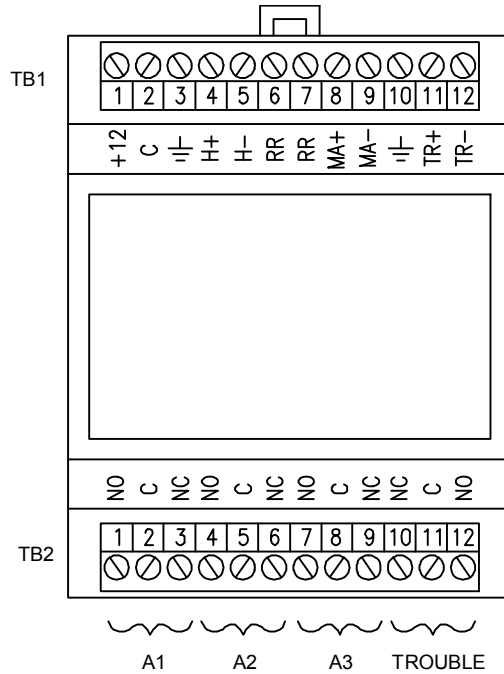 TB1
1 2 3 4 5 6 7 8 9 10 11 12
+12 C H+ H- RR RR MA+ MA- TR+ TR-
NO C NC NO C NC NO C NC NC C NO
TB2
1 2 3 4 5 6 7 8 9 10 11 12
A1 A2 A3 TROUBLE